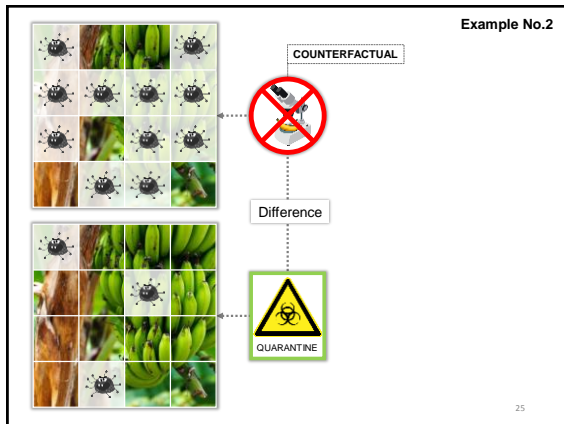 Example No.2
COUNTERFACTUAL
Difference
QUARANTINE
25